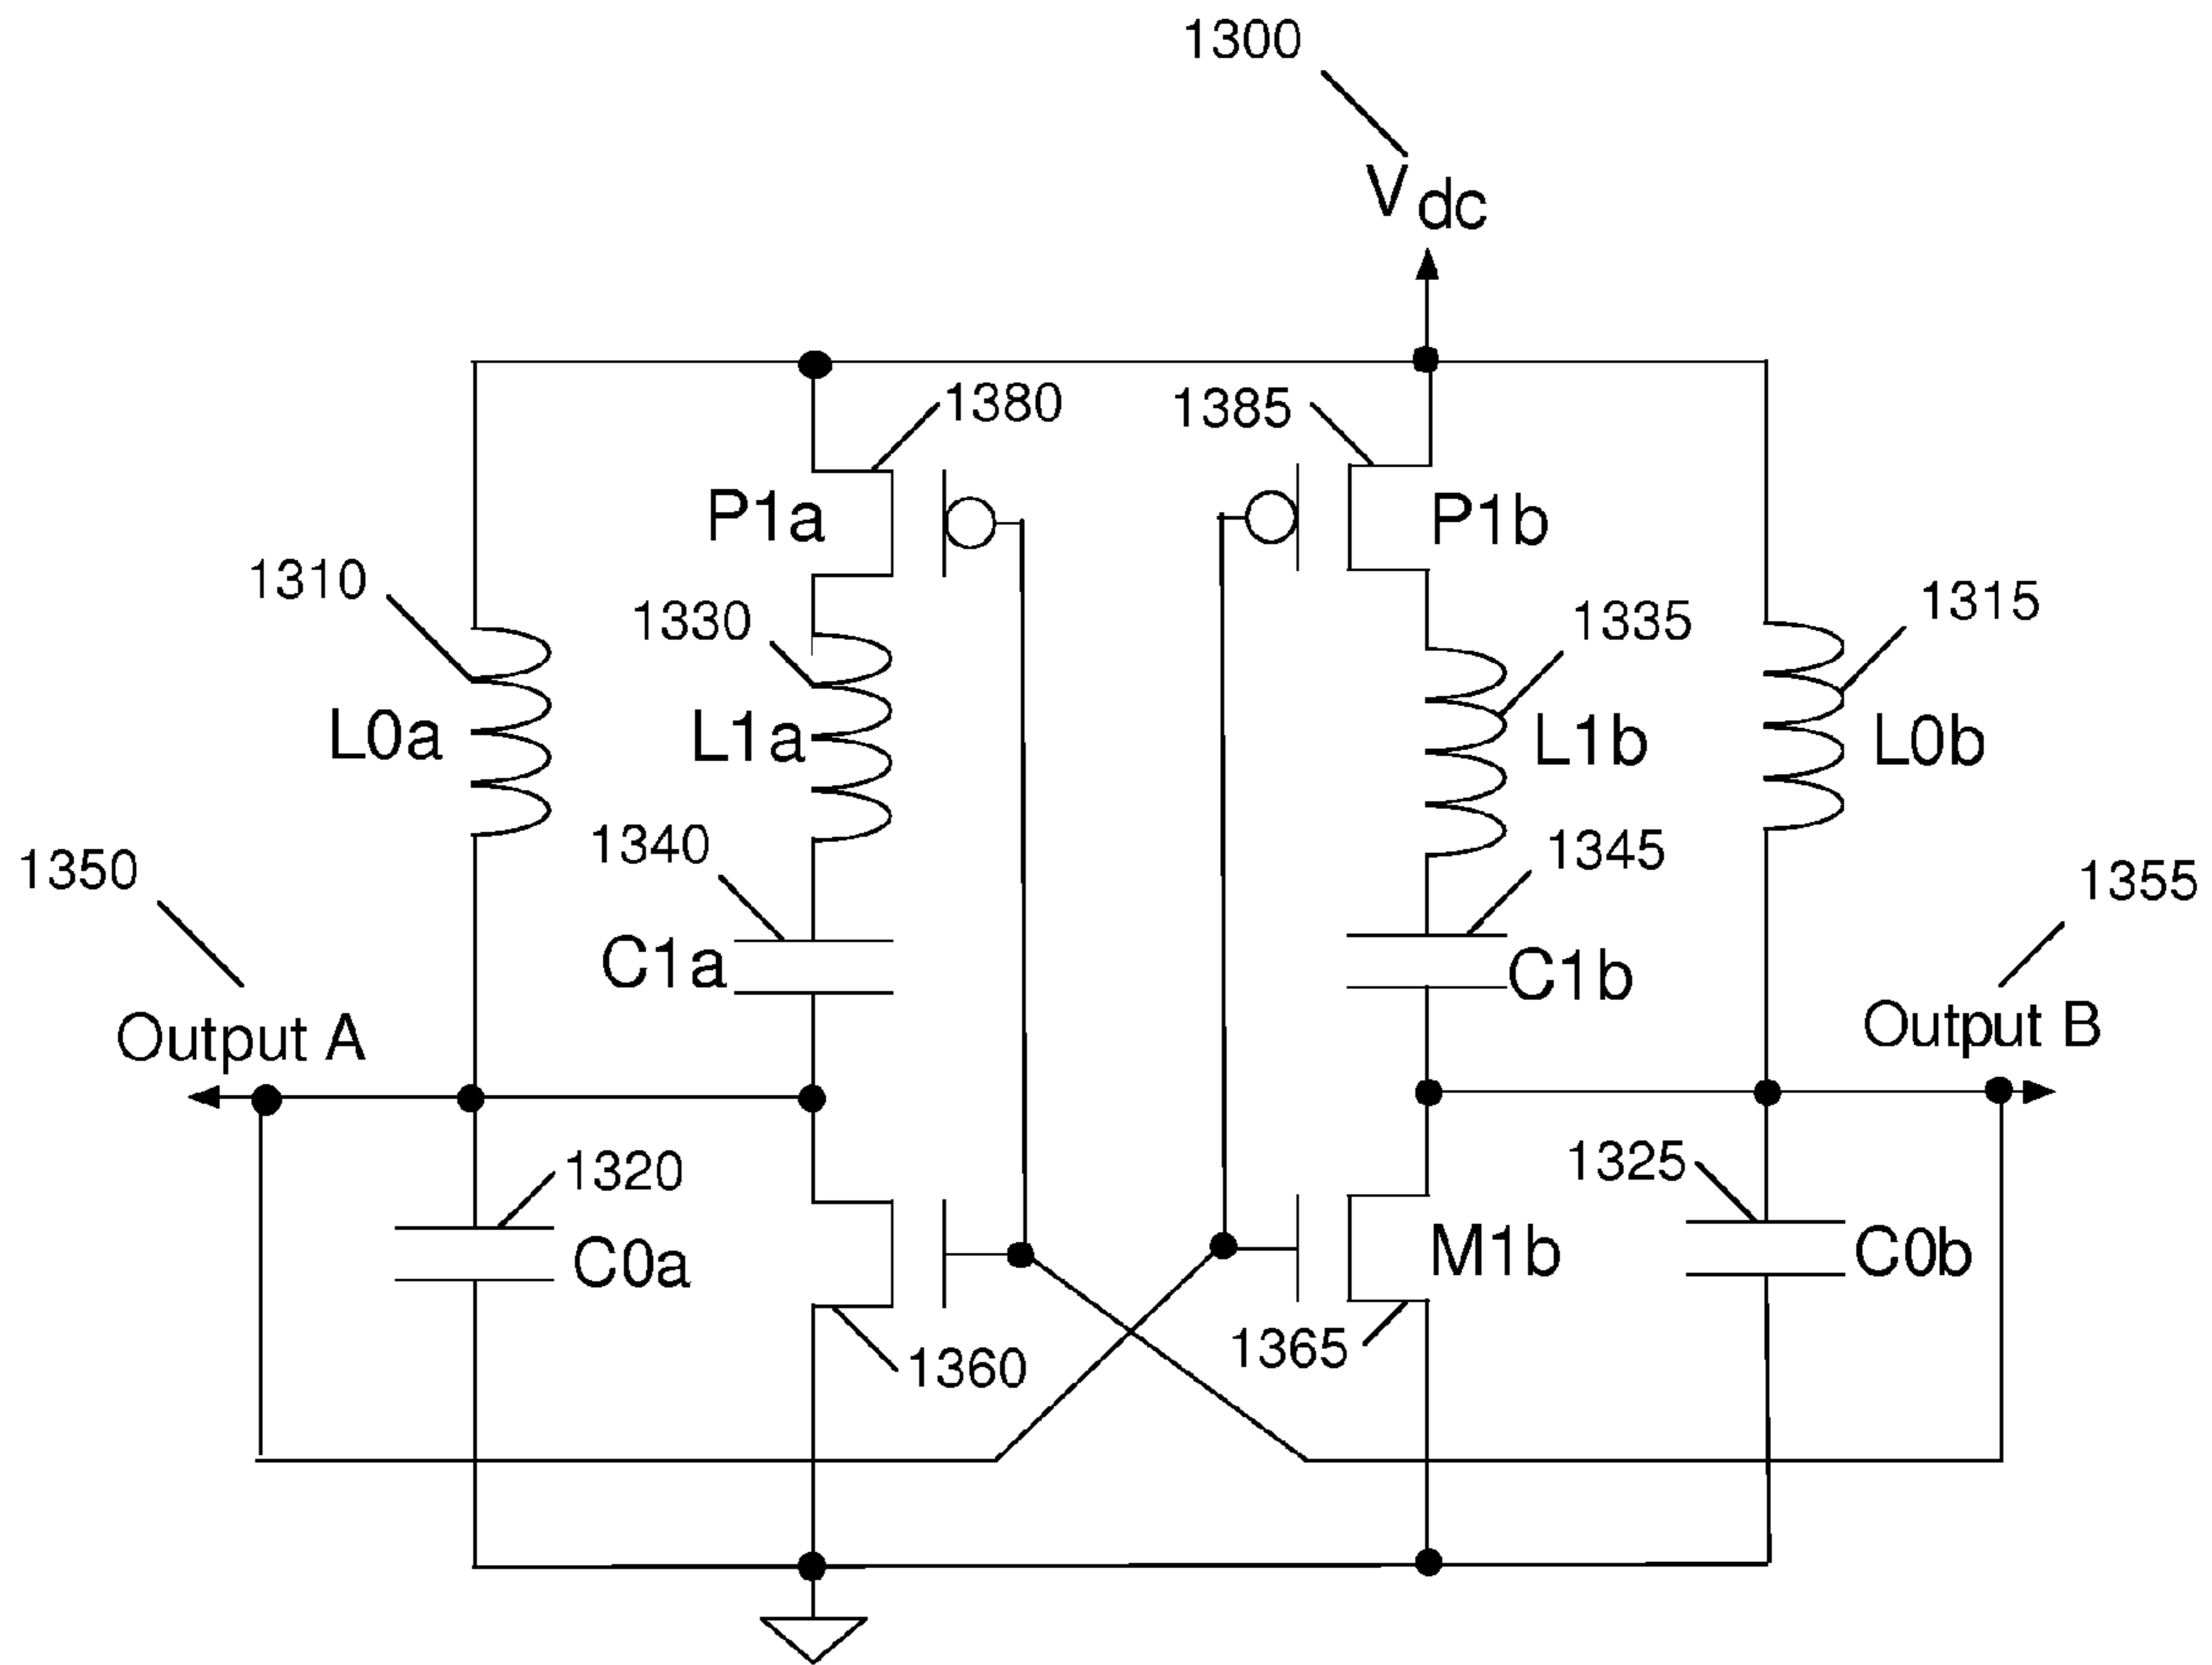 1300
Vdc
1380
1385
P1a
P1b
1310
1330
1335
1315
L0a
L1a
L1b
L0b
1340
1345
1350
1355
C1a
C1b
Output A
Output B
1320
1325
C0a
M1b
C0b
1360
1365